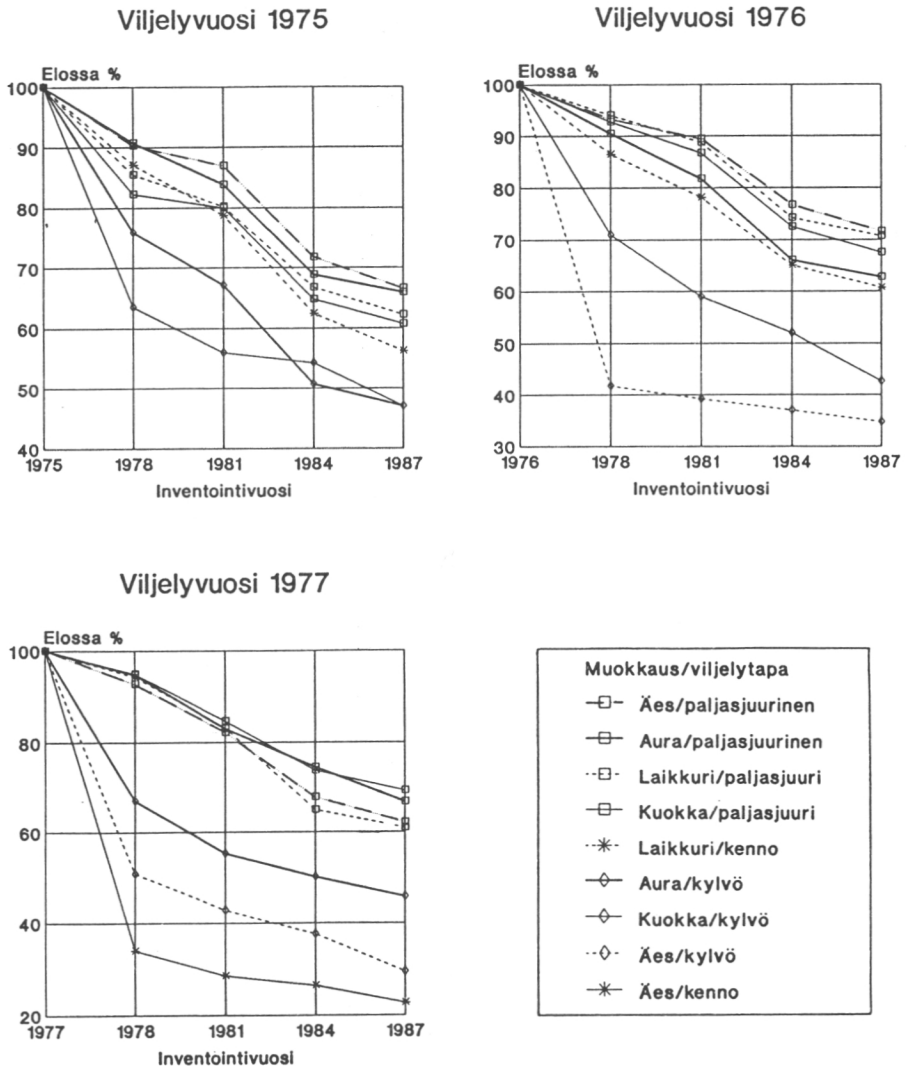 Viljelyvuosi 1975
Elossa %
100
90
80
70
60
50
40
1975 1978 1981 1984 1987
Inventointivuosi
Viljelyvuosi 1976
Elossa %
100
90
80
70
60
50
40
30
1976 1978 1981 1984 1987
Inventointivuosi
Viljelyvuosi 1977
Elossa %
100
80
60
40
20
1977 1978 1981 1984 1987
Inventointivuosi
Muokkaus/viljelytapa
Äes/paljasjuurinen
Aura/paljasjuurinen
Laikkuri/paljasjuuri
Kuokka/paljasjuuri
Laikkuri/kenno
Aura/kylvö
Kuokka/kylvö
Äes/kylvö
Äes/kenno